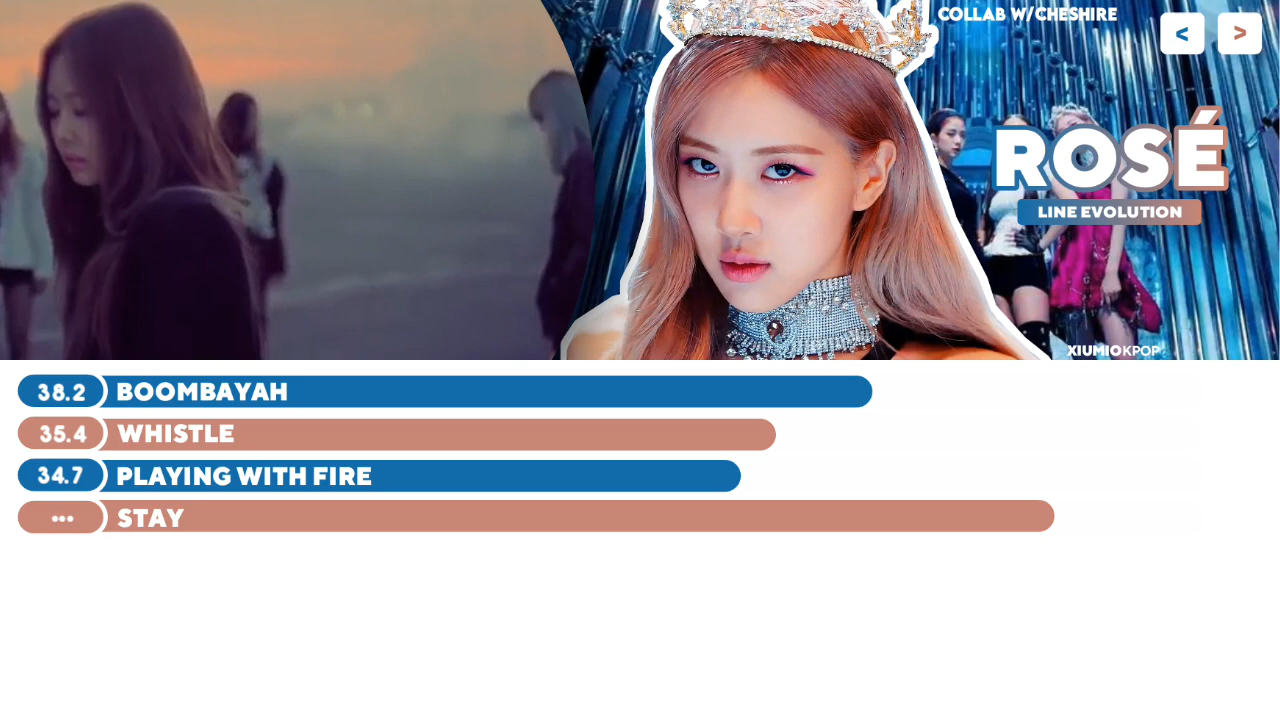 COLLAB W/CHESHIRE
< >
ROSÉ
LINE EVOLUTION
XIUMIOKPOP
38.2 BOOMBAYAH
35.4 WHISTLE
34.7 PLAYING WITH FIRE
••• STAY